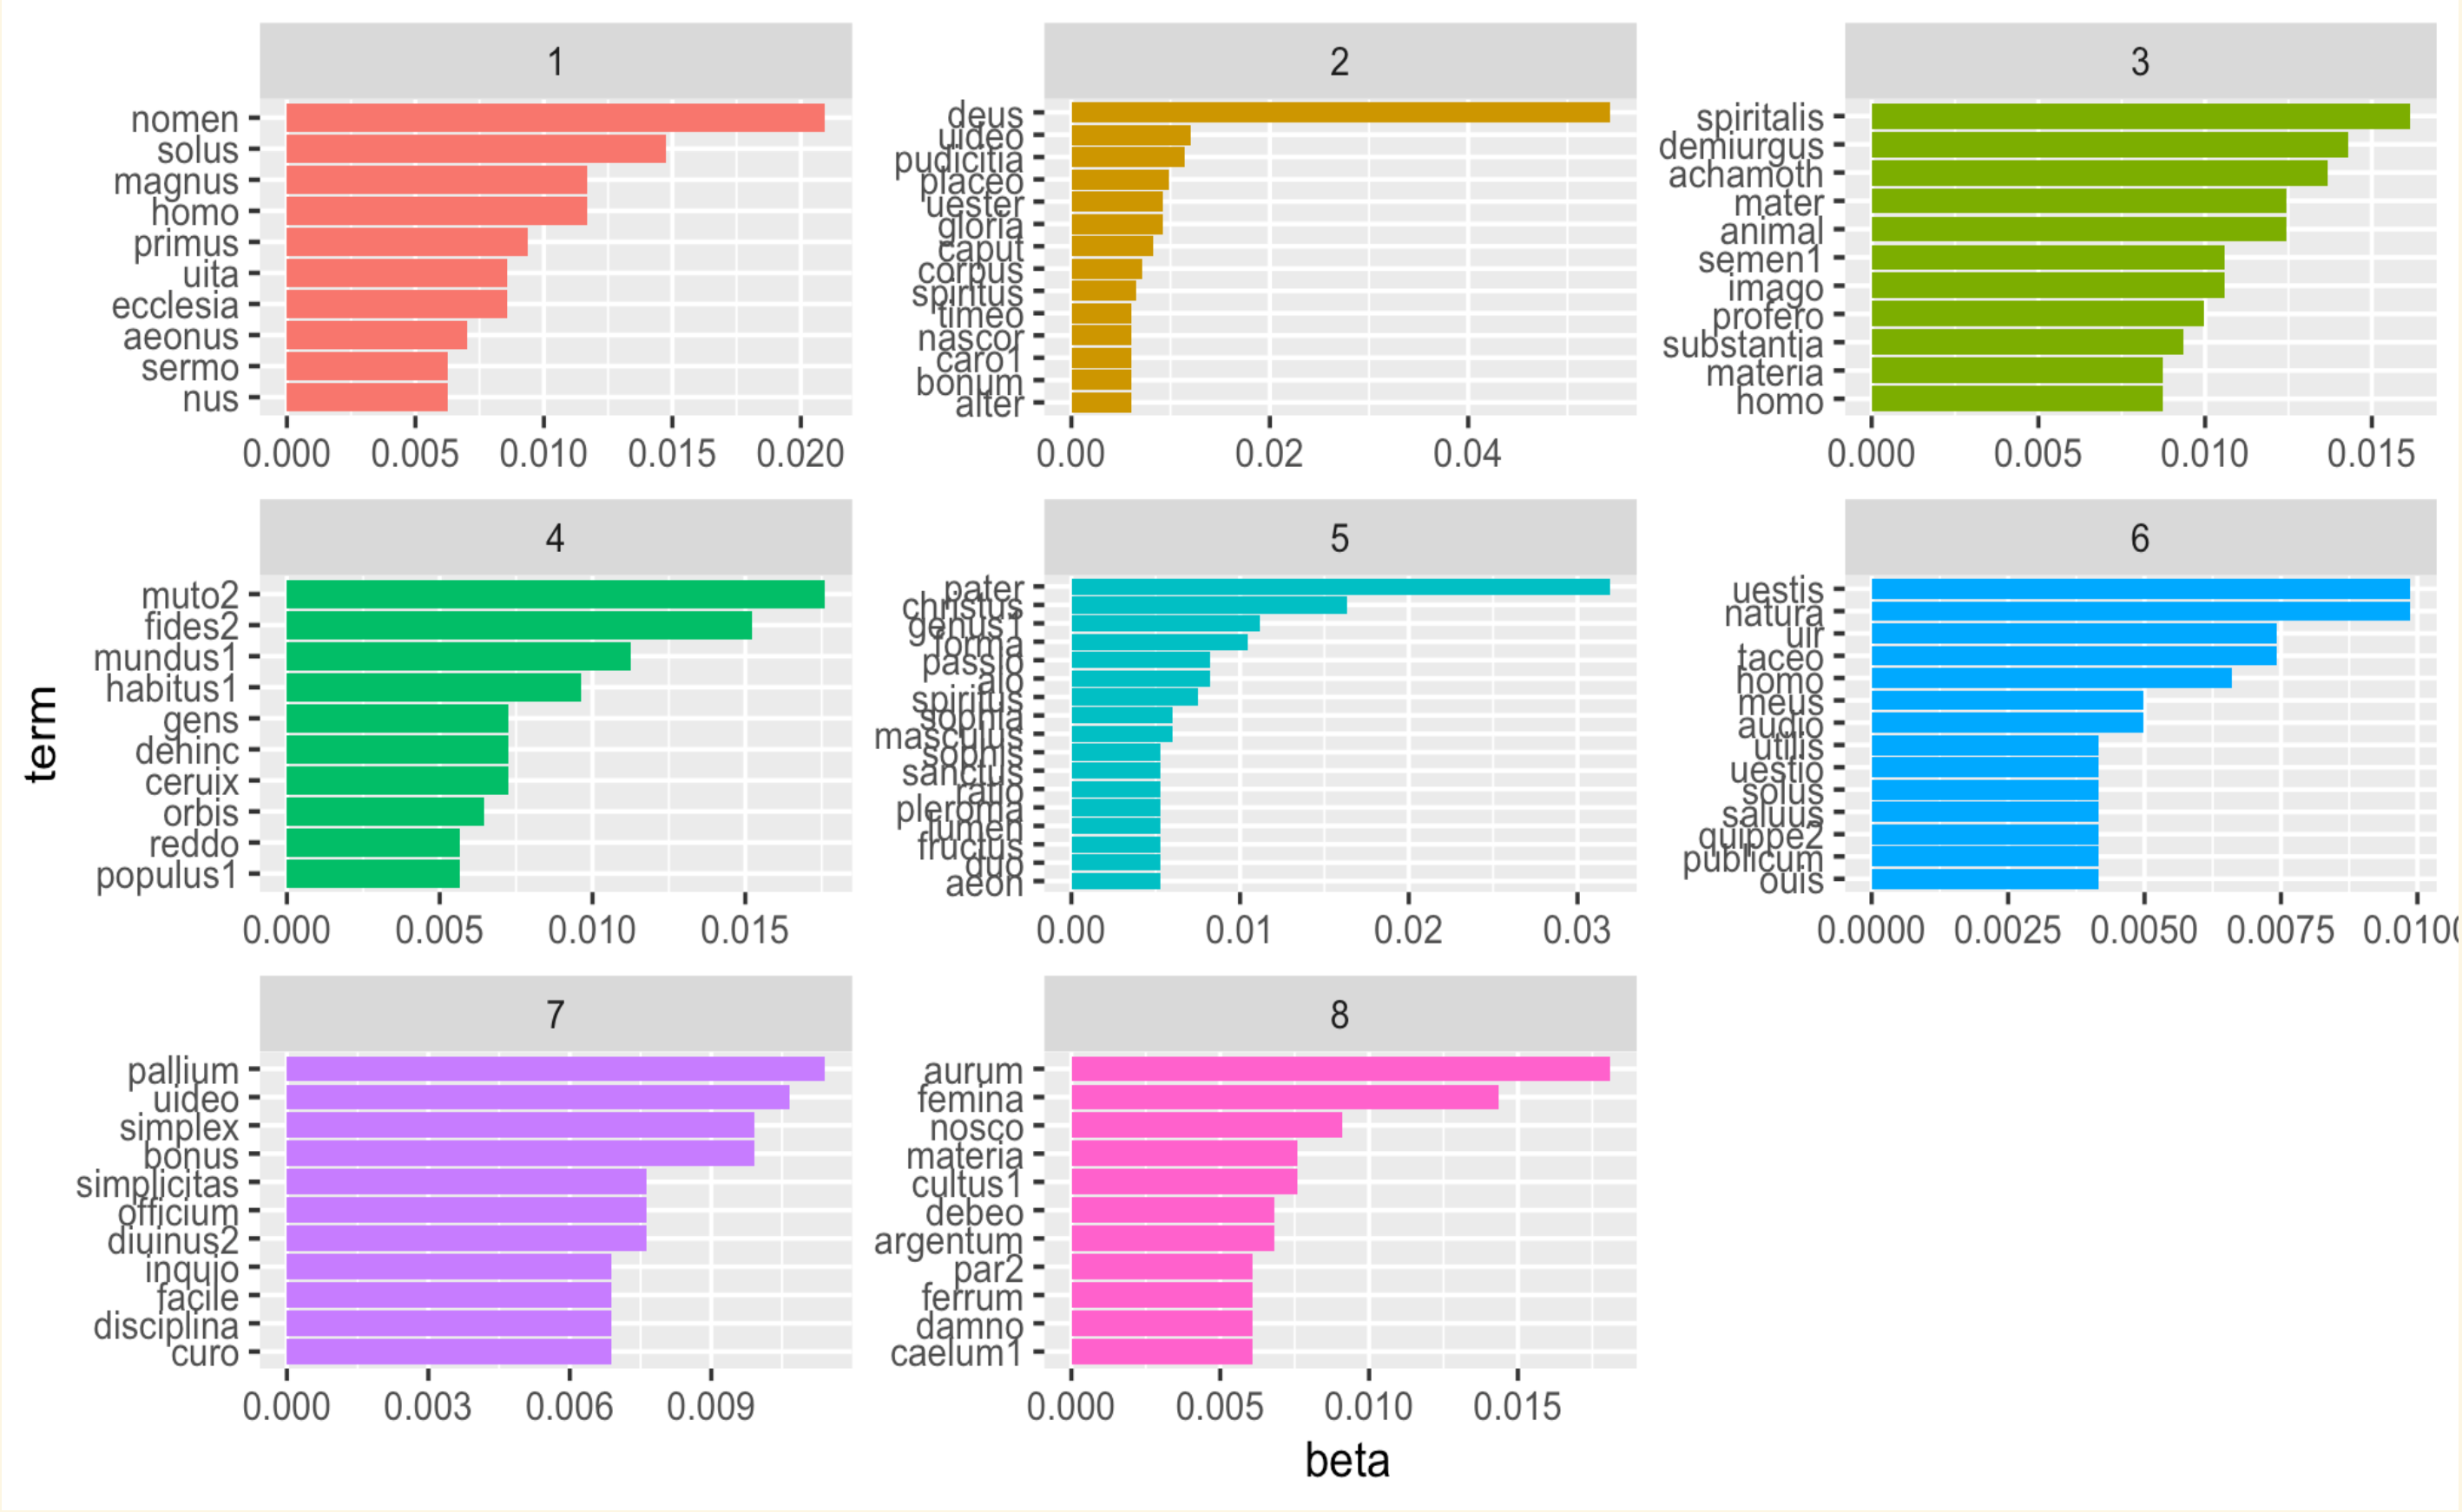 1
nomen
solus
magnus
homo
primus
uita
ecclesia
aeonus
sermo
nus
0.000 0.005 0.010 0.015 0.020
2
deus
uideo
pudicitia
placeo
uester
gloria
caput
corpus
spiritus
timeo
nascor
caro1
bonum
alter
0.00 0.02 0.04
3
spiritalis
demiurgus
achamoth
mater
animal
semen1
imago
profero
substantia
materia
homo
0.000 0.005 0.010 0.015
term
4
muto2
fides2
mundus1
habitus1
gens
dehinc
ceruix
orbis
reddo
populus1
0.000 0.005 0.010 0.015
5
pater
christus
genus1
forma
passio
alo
spiritus
sophia
masculus
sophis
sanctus
ratio
pleroma
lumen
fructus
duo
aeon
0.00 0.01 0.02 0.03
6
uestis
natura
uir
taceo
homo
meus
audio
utilis
uestio
solus
saluus
quippe2
publicum
ouis
0.0000 0.0025 0.0050 0.0075 0.010
7
pallium
uideo
simplex
bonus
simplicitas
officium
diuinus2
inquio
facile
disciplina
curo
0.000 0.003 0.006 0.009
8
aurum
femina
nosco
materia
cultus1
debeo
argentum
par2
ferrum
damno
caelum1
0.000 0.005 0.010 0.015
beta